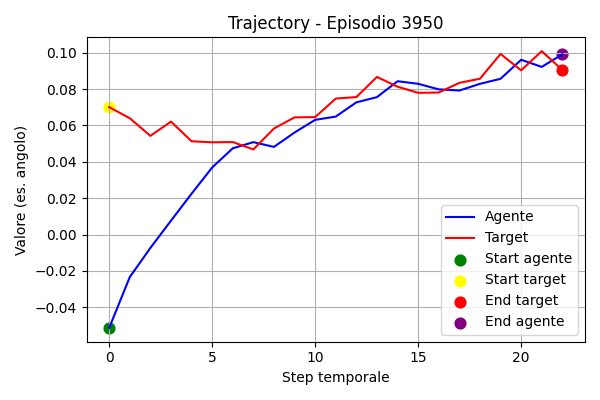 Trajectory - Episodio 3950
Valore (es. angolo)
0.10
0.08
0.06
0.04
0.02
0.00
−0.02
−0.04
Agente
Target
Start agente
Start target
End target
End agente
0 5 10 15 20
Step temporale